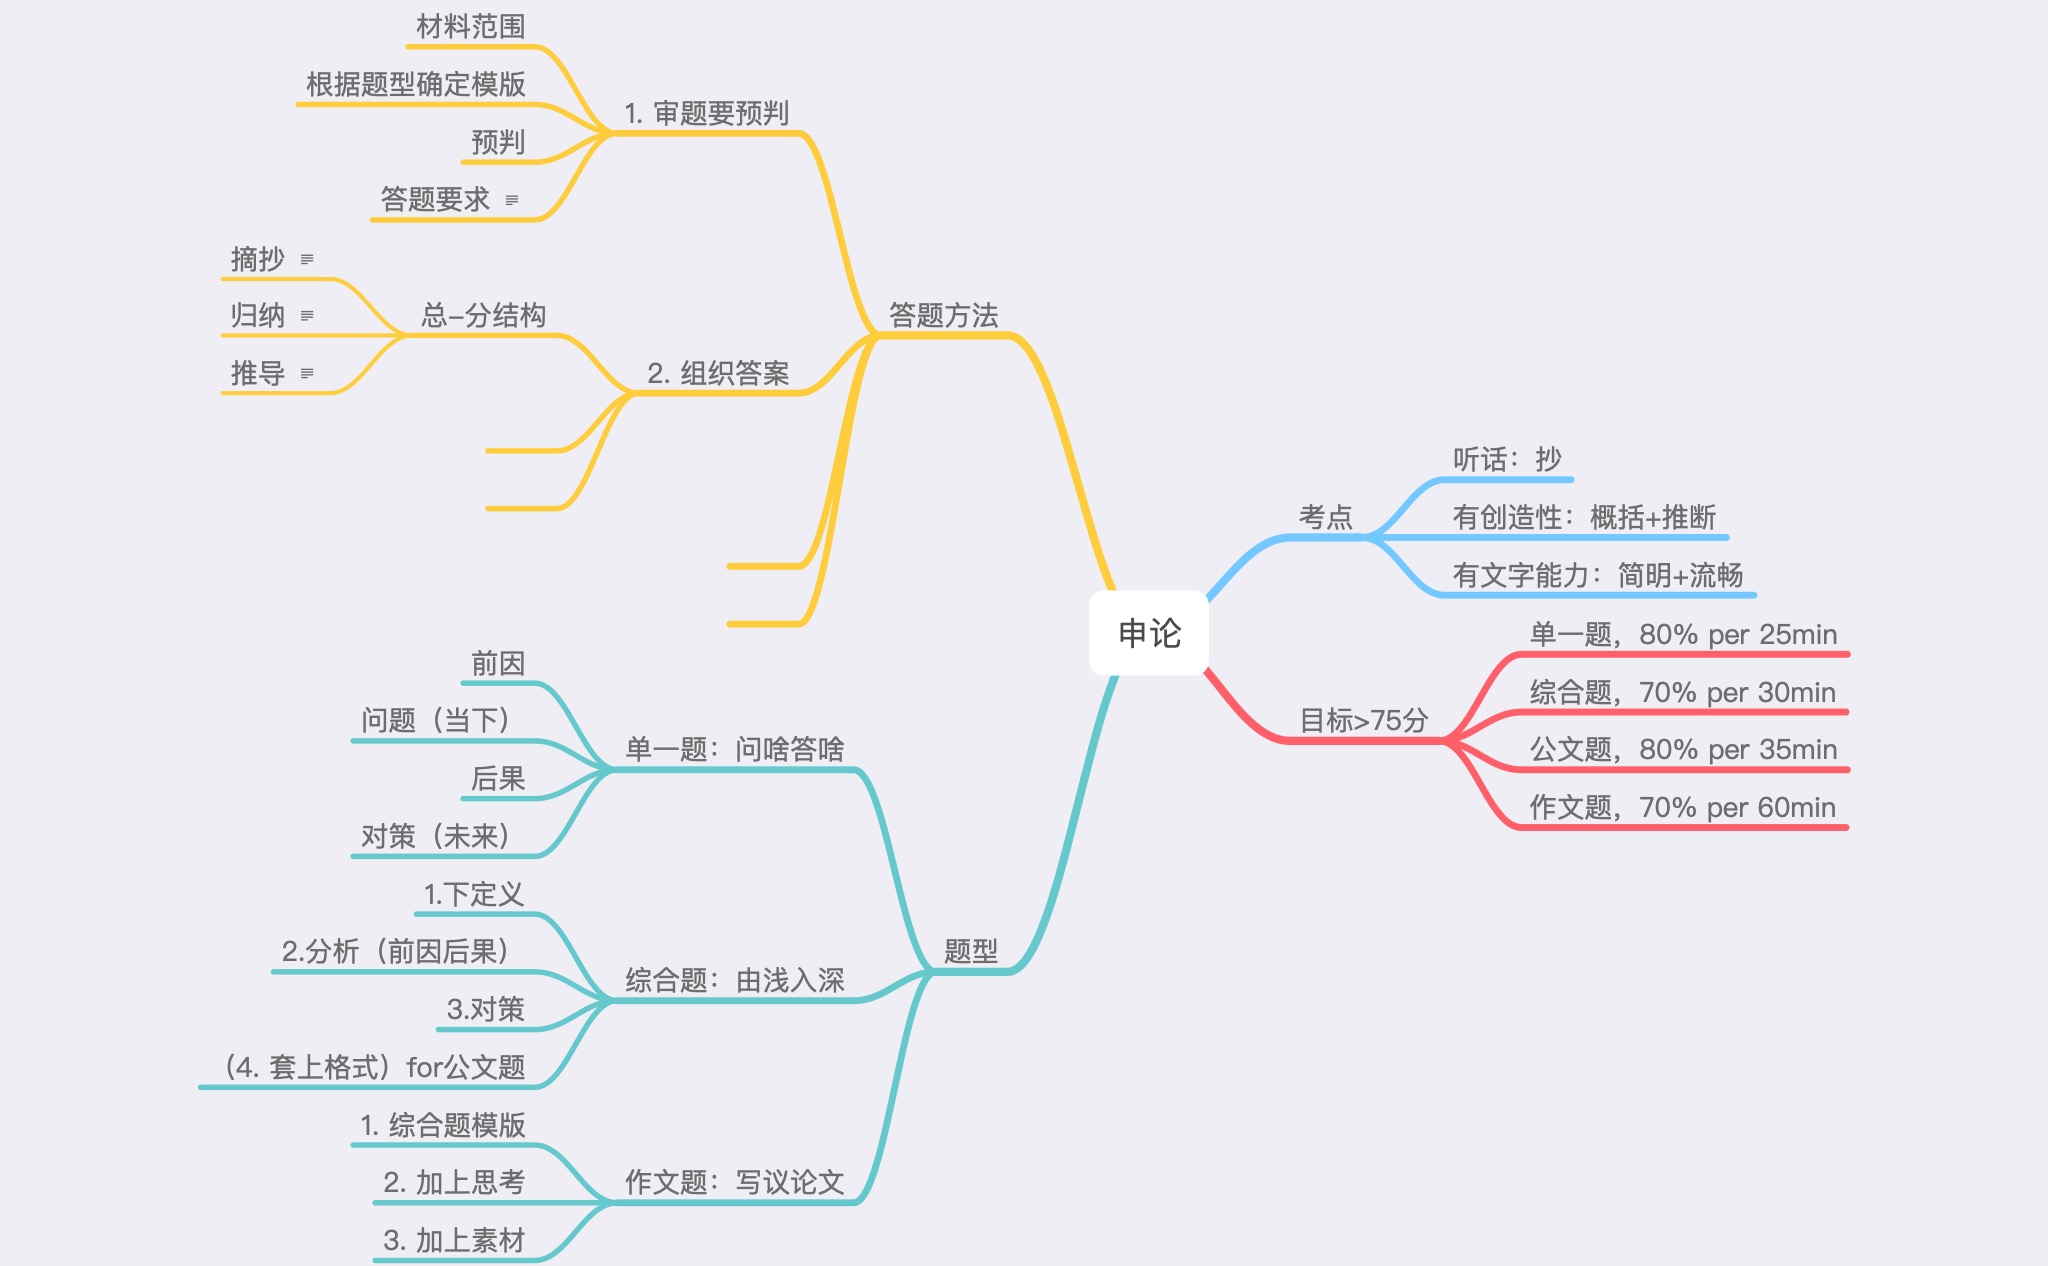 申论
考点
听话：抄
有创造性：概括+推断
有文字能力：简明+流畅
目标>75分
单一题，80% per 25min
综合题，70% per 30min
公文题，80% per 35min
作文题，70% per 60min
答题方法
1. 审题要预判
材料范围
根据题型确定模版
预判
答题要求
2. 组织答案
总-分结构
摘抄
归纳
推导
题型
单一题：问啥答啥
前因
问题（当下）
后果
对策（未来）
综合题：由浅入深
1.下定义
2.分析（前因后果）
3.对策
（4. 套上格式）for公文题
作文题：写议论文
1. 综合题模版
2. 加上思考
3. 加上素材